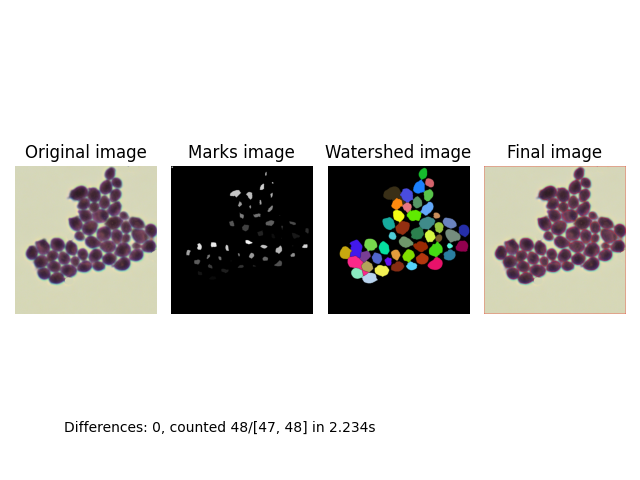 Original image
Marks image
Watershed image
Final image
Differences: 0, counted 48/[47, 48] in 2.234s